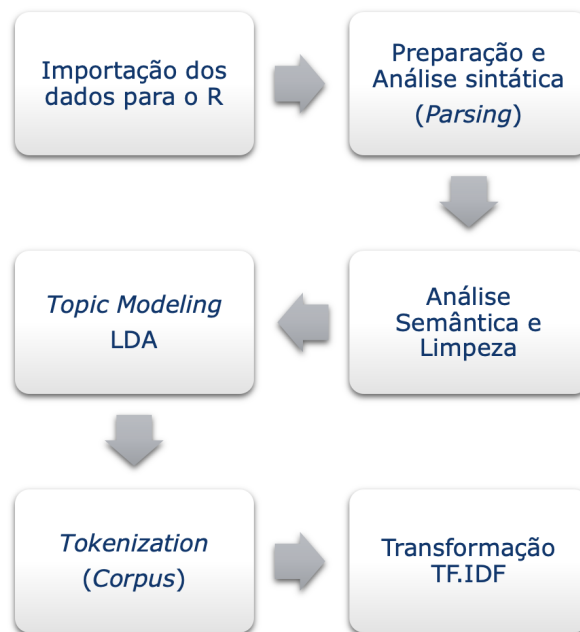 Importação dos
dados para o R
Preparação e
Análise sintática
(Parsing)
Análise
Semântica e
Limpeza
Topic Modeling
LDA
Tokenization
(Corpus)
Transformação
TF.IDF